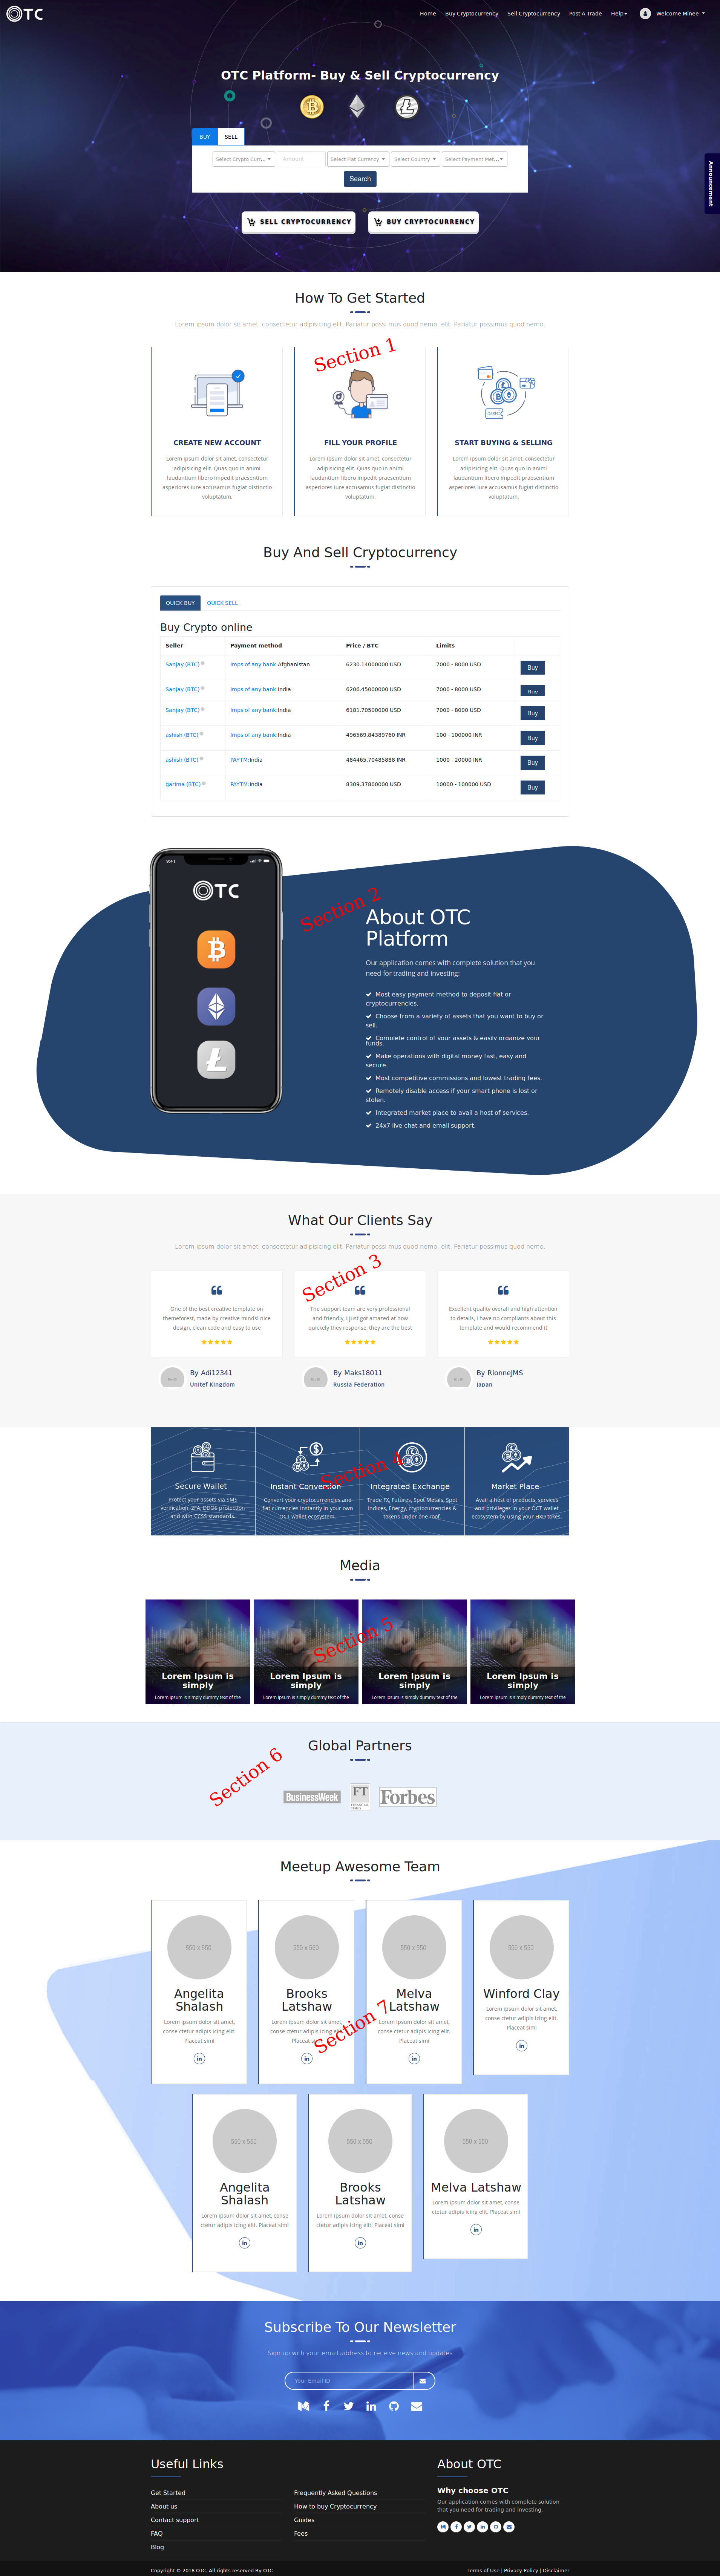 OTC
Home Buy Cryptocurrency Sell Cryptocurrency Post A Trade Help Welcome Minee
OTC Platform- Buy & Sell Cryptocurrency
BUY SELL
Select Crypto Curr... Amount Select Fiat Currency Select Country Select Payment Met...
Search
Announcement
SELL CRYPTOCURRENCY BUY CRYPTOCURRENCY
How To Get Started
Lorem ipsum dolor sit amet, consectetur adipisicing elit. Pariatur possi mus quod nemo. elit. Pariatur possimus quod nemo
Section 1
CREATE NEW ACCOUNT
Lorem ipsum dolor sit amet, consectetur
adipisicing elit. Quas quo in animi
laudantium libero impedit praesentium
asperiores iure accusamus fugiat distinctio
voluptatum.
FILL YOUR PROFILE
Lorem ipsum dolor sit amet, consectetur
adipisicing elit. Quas quo in animi
laudantium libero impedit praesentium
asperiores iure accusamus fugiat distinctio
voluptatum.
START BUYING & SELLING
Lorem ipsum dolor sit amet, consectetur
adipisicing elit. Quas quo in animi
laudantium libero impedit praesentium
asperiores iure accusamus fugiat distinctio
voluptatum.
Buy And Sell Cryptocurrency
QUICK BUY QUICK SELL
Buy Crypto online
Seller Payment method Price / BTC Limits
Sanjay (BTC) Imps of any bank:Afghanistan 6230.14000000 USD 7000 - 8000 USD Buy
Sanjay (BTC) Imps of any bank:India 6206.45000000 USD 7000 - 8000 USD Buy
Sanjay (BTC) Imps of any bank:India 6181.70500000 USD 7000 - 8000 USD Buy
ashish (BTC) Imps of any bank:India 496569.84389760 INR 100 - 100000 INR Buy
ashish (BTC) PAYTM:India 484465.70485888 INR 1000 - 20000 INR Buy
garima (BTC) PAYTM:India 8309.37800000 USD 10000 - 100000 USD Buy
9:41
OTC
Section 2
About OTC
Platform
Our application comes with complete solution that you
need for trading and investing:
Most easy payment method to deposit fiat or
cryptocurrencies.
Choose from a variety of assets that you want to buy or
sell.
Complete control of your assets & easily organize your
funds.
Make operations with digital money fast, easy and
secure.
Most competitive commissions and lowest trading fees.
Remotely disable access if your smart phone is lost or
stolen.
Integrated market place to avail a host of services.
24x7 live chat and email support.
What Our Clients Say
Lorem ipsum dolor sit amet, consectetur adipisicing elit. Pariatur possi mus quod nemo. elit. Pariatur possimus quod nemo
Section 3
One of the best creative template on
themeforest, made by creative minds! nice
design, clean code and easy to use
By Adi12341
Unitef Kingdom
The support team are very professional
and friendly, I just got amazed at how
quickely they response, they are the best
By Maks18011
Russia Federation
Excellent quality overall and high attention
to details, I have no compliants about this
template and would recommend it
By RionneJMS
Japan
Section 4
Secure Wallet
Protect your assets via SMS
verification, 2FA, DDOS protection
and with CCSS standards.
Instant Conversion
Convert your cryptocurrencies and
fiat currencies instantly in your own
OCT wallet ecosystem.
Integrated Exchange
Trade FX, Futures, Spot Metals, Spot
Indices, Energy, cryptocurrencies &
tokens under one roof.
Market Place
Avail a host of products, services
and privileges in your OCT wallet
ecosystem by using your HXD tokes.
Media
Section 5
Lorem Ipsum is
simply
Lorem Ipsum is simply dummy text of the
Lorem Ipsum is
simply
Lorem Ipsum is simply dummy text of the
Lorem Ipsum is
simply
Lorem Ipsum is simply dummy text of the
Lorem Ipsum is
simply
Lorem Ipsum is simply dummy text of the
Global Partners
Section 6
BusinessWeek
FT
FINANCIAL
TIMES
Forbes
Meetup Awesome Team
550 x 550
Angelita
Shalash
Lorem ipsum dolor sit amet,
conse ctetur adipis icing elit.
Placeat simi
550 x 550
Brooks
Latshaw
Lorem ipsum dolor sit amet,
conse ctetur adipis icing elit.
Placeat simi
550 x 550
Melva
Latshaw
Lorem ipsum dolor sit amet,
conse ctetur adipis icing elit.
Placeat simi
550 x 550
Winford Clay
Lorem ipsum dolor sit amet,
conse ctetur adipis icing elit.
Placeat simi
Section 7
550 x 550
Angelita
Shalash
Lorem ipsum dolor sit amet, conse
ctetur adipis icing elit. Placeat simi
550 x 550
Brooks
Latshaw
Lorem ipsum dolor sit amet, conse
ctetur adipis icing elit. Placeat simi
550 x 550
Melva Latshaw
Lorem ipsum dolor sit amet, conse
ctetur adipis icing elit. Placeat simi
Subscribe To Our Newsletter
Sign up with your email address to receive news and updates
Your Email ID
Useful Links
Get Started
About us
Contact support
FAQ
Blog
Frequently Asked Questions
How to buy Cryptocurrency
Guides
Fees
About OTC
Why choose OTC
Our application comes with complete solution
that you need for trading and investing.
Copyright © 2018 OTC. All rights reserved By OTC
Terms of Use | Privacy Policy | Disclaimer